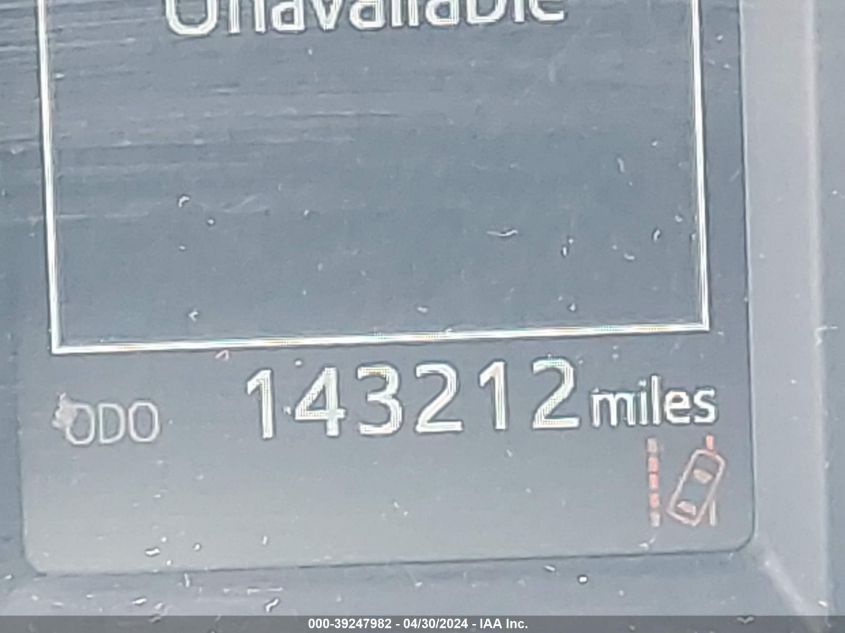 Unavailable
ODO 143212 miles
000-39247982 - 04/30/2024 - IAA Inc.